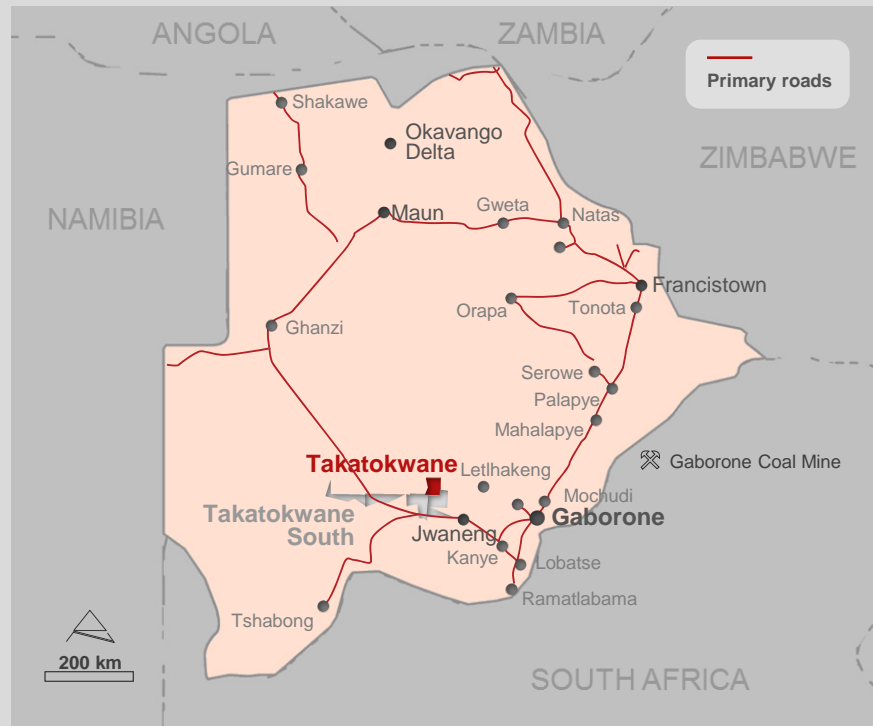 ANGOLA
ZAMBIA
Primary roads
Shakawe
Okavango
Delta
ZIMBABWE
Gumare
NAMIBIA
Maun
Gweta
Natas
Francistown
Orapa
Tonota
Ghanzi
Serowe
Palapye
Mahalapye
Takatokwane
Letlhakeng
Gaborone Coal Mine
Mochudi
Takatokwane
South
Gaborone
Jwaneng
Kanye
Lobatse
Ramatlabama
Tshabong
200 km
SOUTH AFRICA